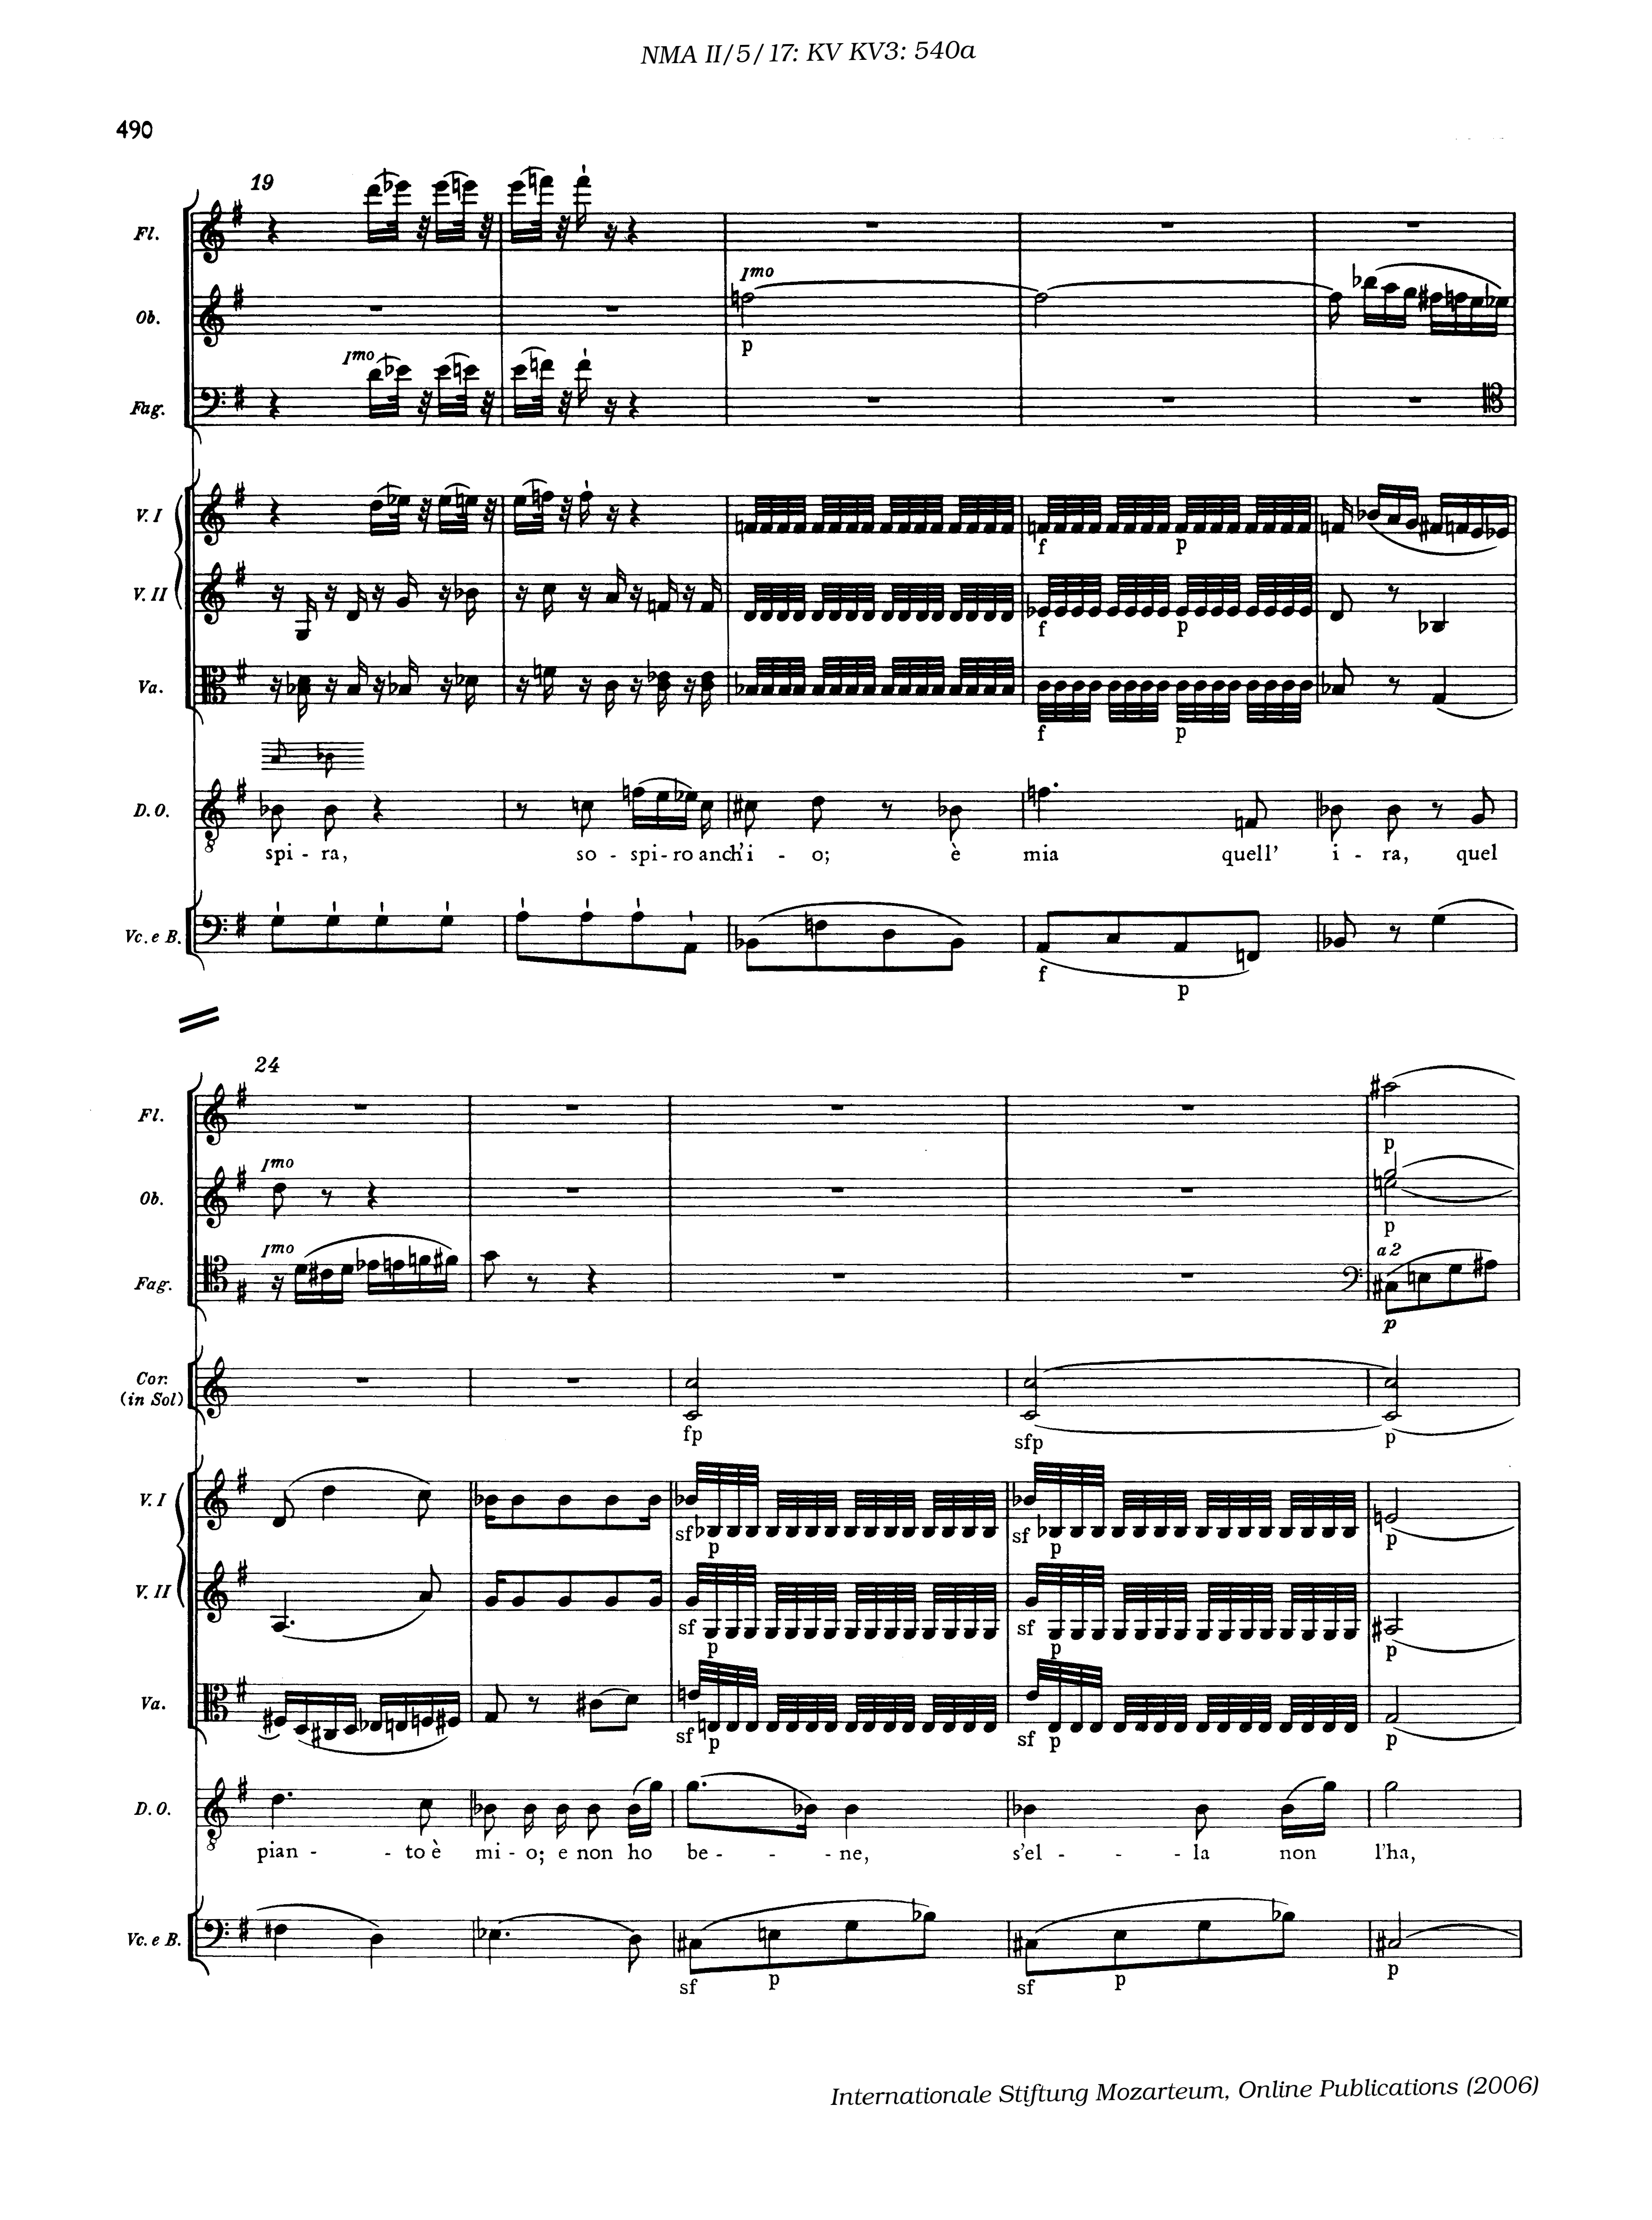 NMA II/5/17: KV KV3: 540a
490
19
Fl.
Imo
Ob.
p
Imo
Fag.
V. I
f p
V. II
f p
Va.
f p
D. O.
spi - ra, so - spi - ro anch'i - o; è mia quell' i - ra, quel
Vc. e B.
f p
24
Fl.
p
Imo
Ob.
p
Imo a 2
Fag.
p
Cor.
(in Sol)
fp sfp p
V. I
sf p sf p p
V. II
sf p sf p p
Va.
sf p sf p p
D. O.
pian - - to è mi - o; e non ho be - - - ne, s'el - - - la non l'ha,
Vc. e B.
sf p sf p p
Internationale Stiftung Mozarteum, Online Publications (2006)